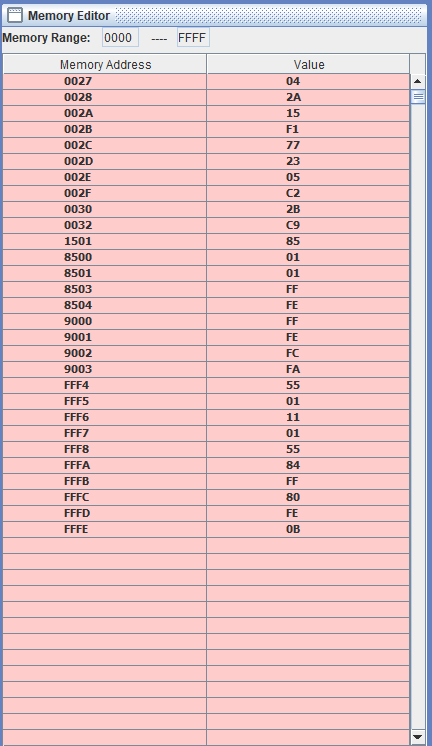 Memory Editor
Memory Range: 0000 ---- FFFF
Memory Address Value
0027 04
0028 2A
002A 15
002B F1
002C 77
002D 23
002E 05
002F C2
0030 2B
0032 C9
1501 85
8500 01
8501 01
8503 FF
8504 FE
9000 FF
9001 FE
9002 FC
9003 FA
FFF4 55
FFF5 01
FFF6 11
FFF7 01
FFF8 55
FFFA 84
FFFB FF
FFFC 80
FFFD FE
FFFE 0B